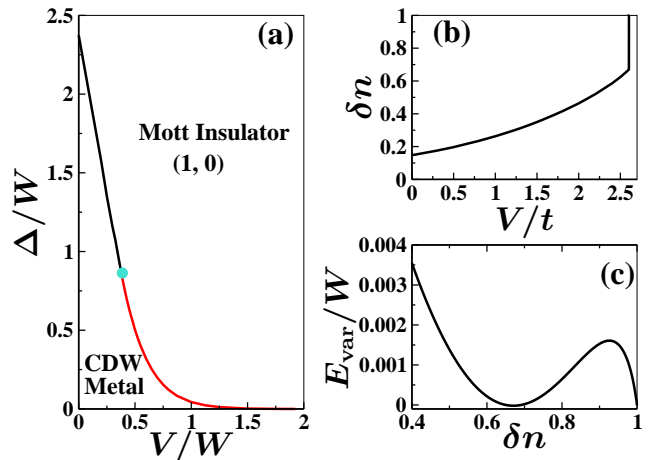 2.5
2
1.5
1
0.5
0
Δ/W
(a)
Mott Insulator
(1, 0)
CDW
Metal
0 0.5 1 1.5 2
V/W
1
0.8
0.6
0.4
0.2
0
δn
(b)
0 0.5 1 1.5 2 2.5
V/t
0.004
0.003
0.002
0.001
0
E_var/W
(c)
0.4 0.6 0.8 1
δn